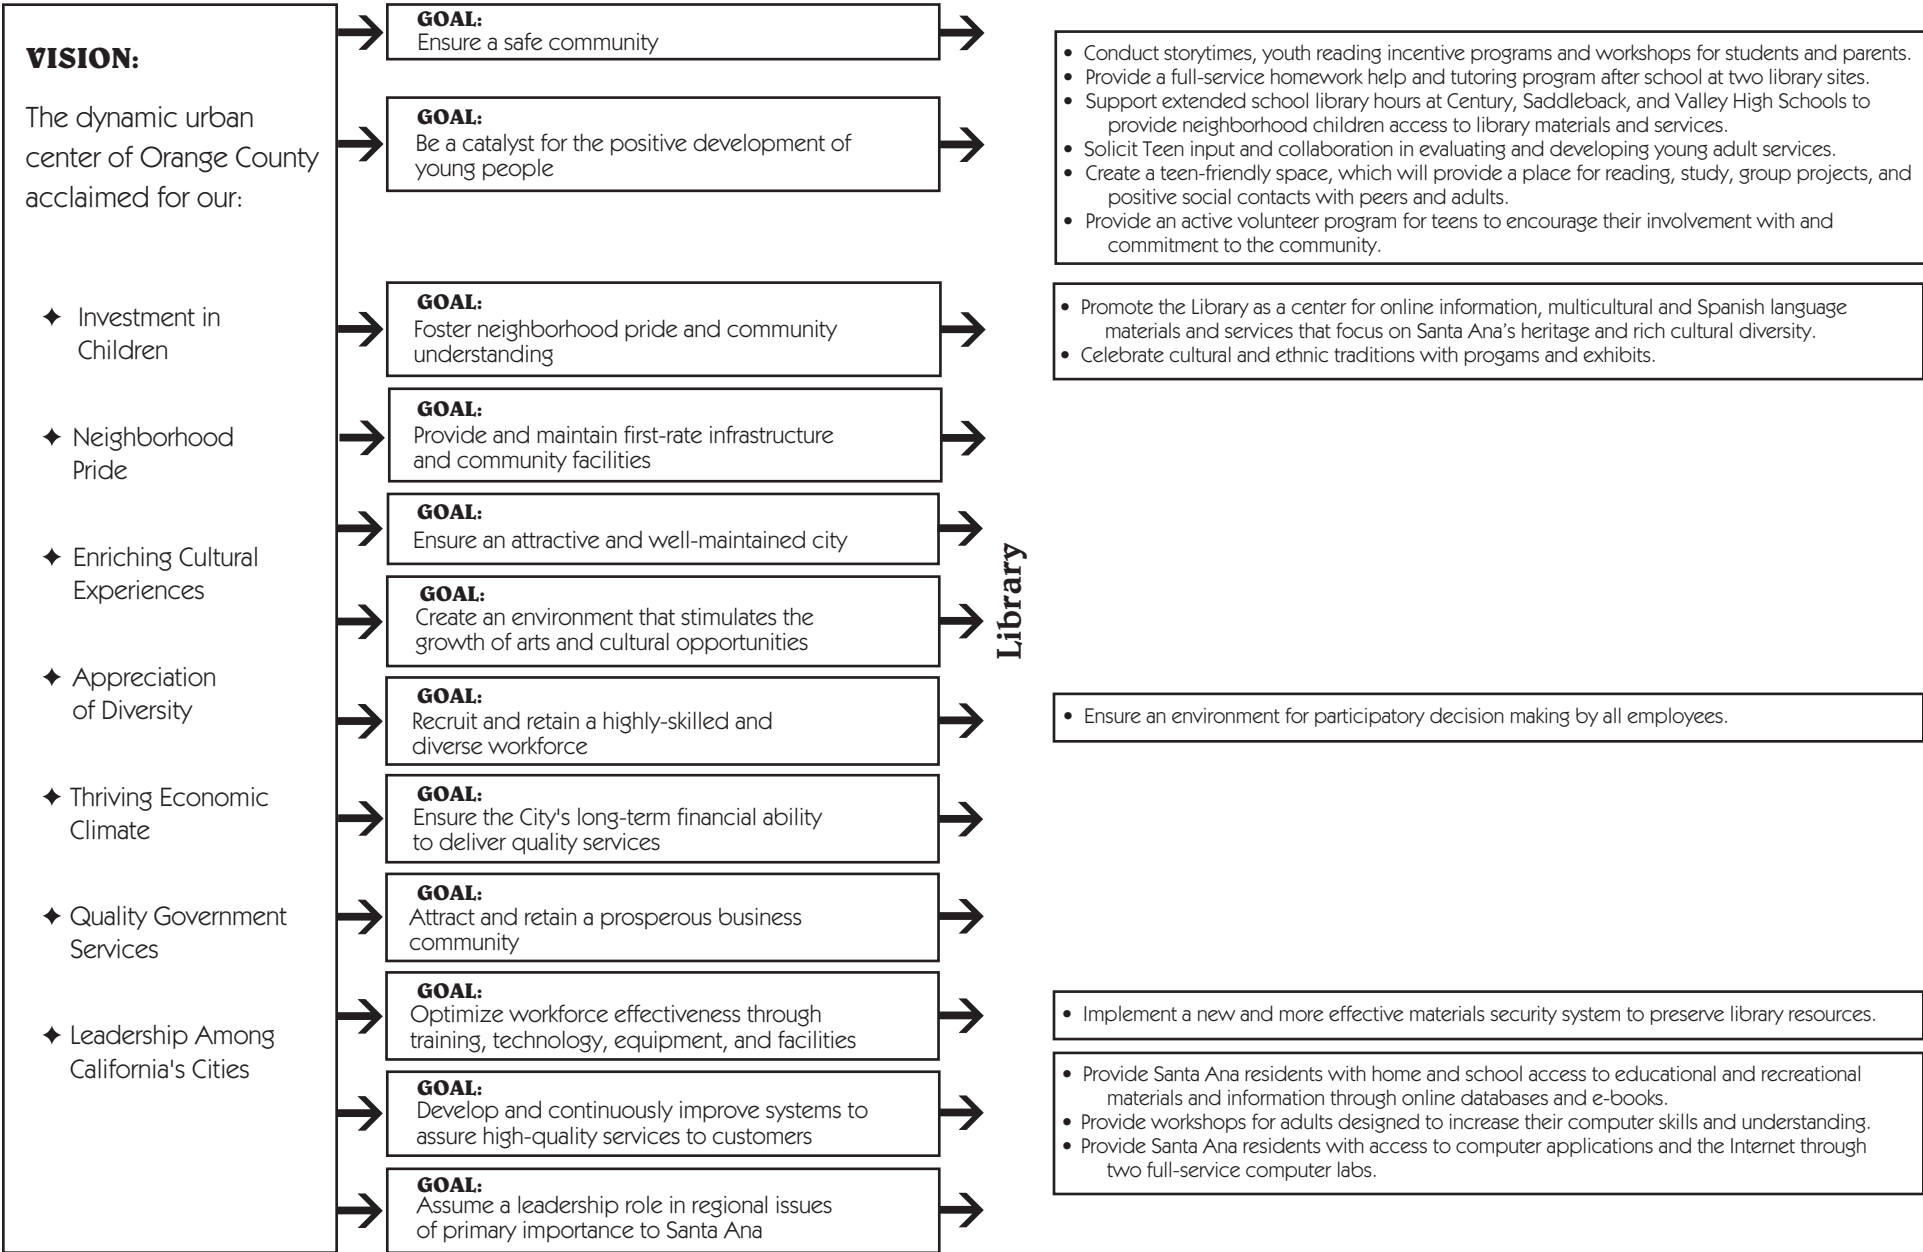 VISION:
The dynamic urban
center of Orange County
acclaimed for our:
✦ Investment in
Children
✦ Neighborhood
Pride
✦ Enriching Cultural
Experiences
✦ Appreciation
of Diversity
✦ Thriving Economic
Climate
✦ Quality Government
Services
✦ Leadership Among
California's Cities
GOAL:
Ensure a safe community
GOAL:
Be a catalyst for the positive development of
young people
GOAL:
Foster neighborhood pride and community
understanding
GOAL:
Provide and maintain first-rate infrastructure
and community facilities
GOAL:
Ensure an attractive and well-maintained city
GOAL:
Create an environment that stimulates the
growth of arts and cultural opportunities
GOAL:
Recruit and retain a highly-skilled and
diverse workforce
GOAL:
Ensure the City's long-term financial ability
to deliver quality services
GOAL:
Attract and retain a prosperous business
community
GOAL:
Optimize workforce effectiveness through
training, technology, equipment, and facilities
GOAL:
Develop and continuously improve systems to
assure high-quality services to customers
GOAL:
Assume a leadership role in regional issues
of primary importance to Santa Ana
Library
• Conduct storytimes, youth reading incentive programs and workshops for students and parents.
• Provide a full-service homework help and tutoring program after school at two library sites.
• Support extended school library hours at Century, Saddleback, and Valley High Schools to
provide neighborhood children access to library materials and services.
• Solicit Teen input and collaboration in evaluating and developing young adult services.
• Create a teen-friendly space, which will provide a place for reading, study, group projects, and
positive social contacts with peers and adults.
• Provide an active volunteer program for teens to encourage their involvement with and
commitment to the community.
• Promote the Library as a center for online information, multicultural and Spanish language
materials and services that focus on Santa Ana's heritage and rich cultural diversity.
• Celebrate cultural and ethnic traditions with progams and exhibits.
• Ensure an environment for participatory decision making by all employees.
• Implement a new and more effective materials security system to preserve library resources.
• Provide Santa Ana residents with home and school access to educational and recreational
materials and information through online databases and e-books.
• Provide workshops for adults designed to increase their computer skills and understanding.
• Provide Santa Ana residents with access to computer applications and the Internet through
two full-service computer labs.